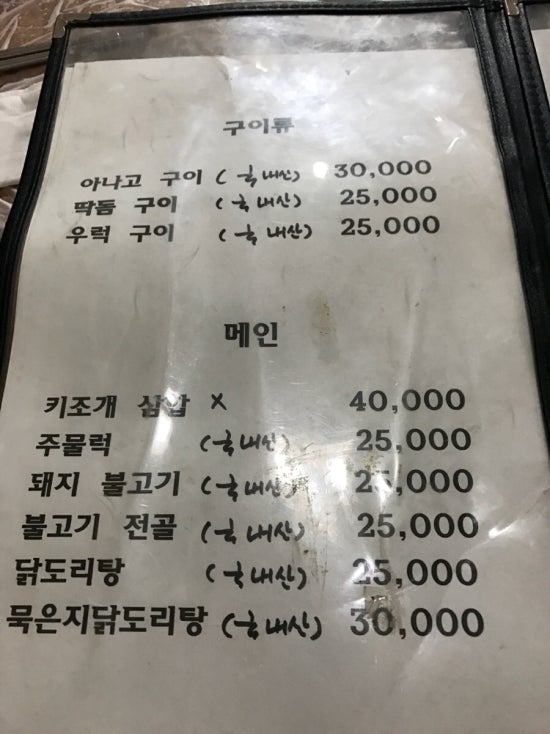 구이류
아나고 구이 (국내산) 30,000
딱돔 구이 (국내산) 25,000
우럭 구이 (국내산) 25,000
메인
키조개 삼합 X 40,000
주물럭 (국내산) 25,000
돼지 불고기 (국내산) 25,000
불고기 전골 (국내산) 25,000
닭도리탕 (국내산) 25,000
묵은지닭도리탕 (국내산) 30,000